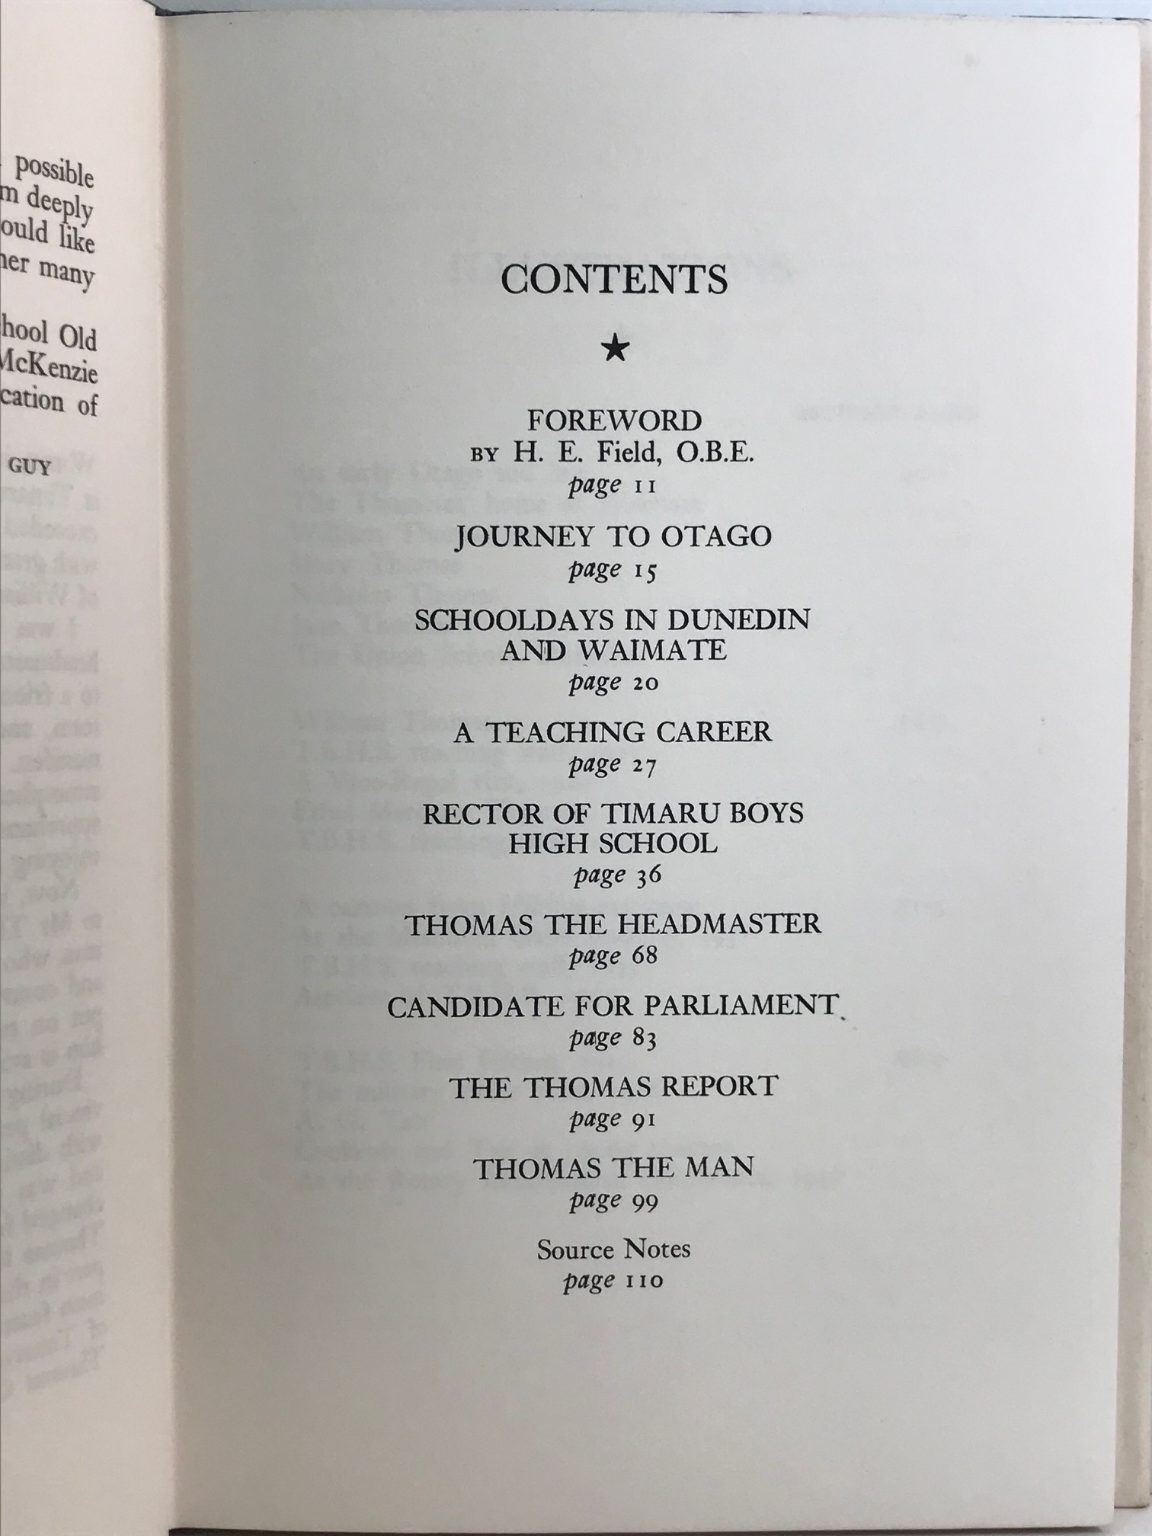 possible
m deeply
ould like
her many
hool Old
McKenzie
cation of
GUY
CONTENTS
★
FOREWORD
BY H. E. Field, O.B.E.
page 11
JOURNEY TO OTAGO
page 15
SCHOOLDAYS IN DUNEDIN
AND WAIMATE
page 20
A TEACHING CAREER
page 27
RECTOR OF TIMARU BOYS
HIGH SCHOOL
page 36
THOMAS THE HEADMASTER
page 68
CANDIDATE FOR PARLIAMENT
page 83
THE THOMAS REPORT
page 91
THOMAS THE MAN
page 99
Source Notes
page 110